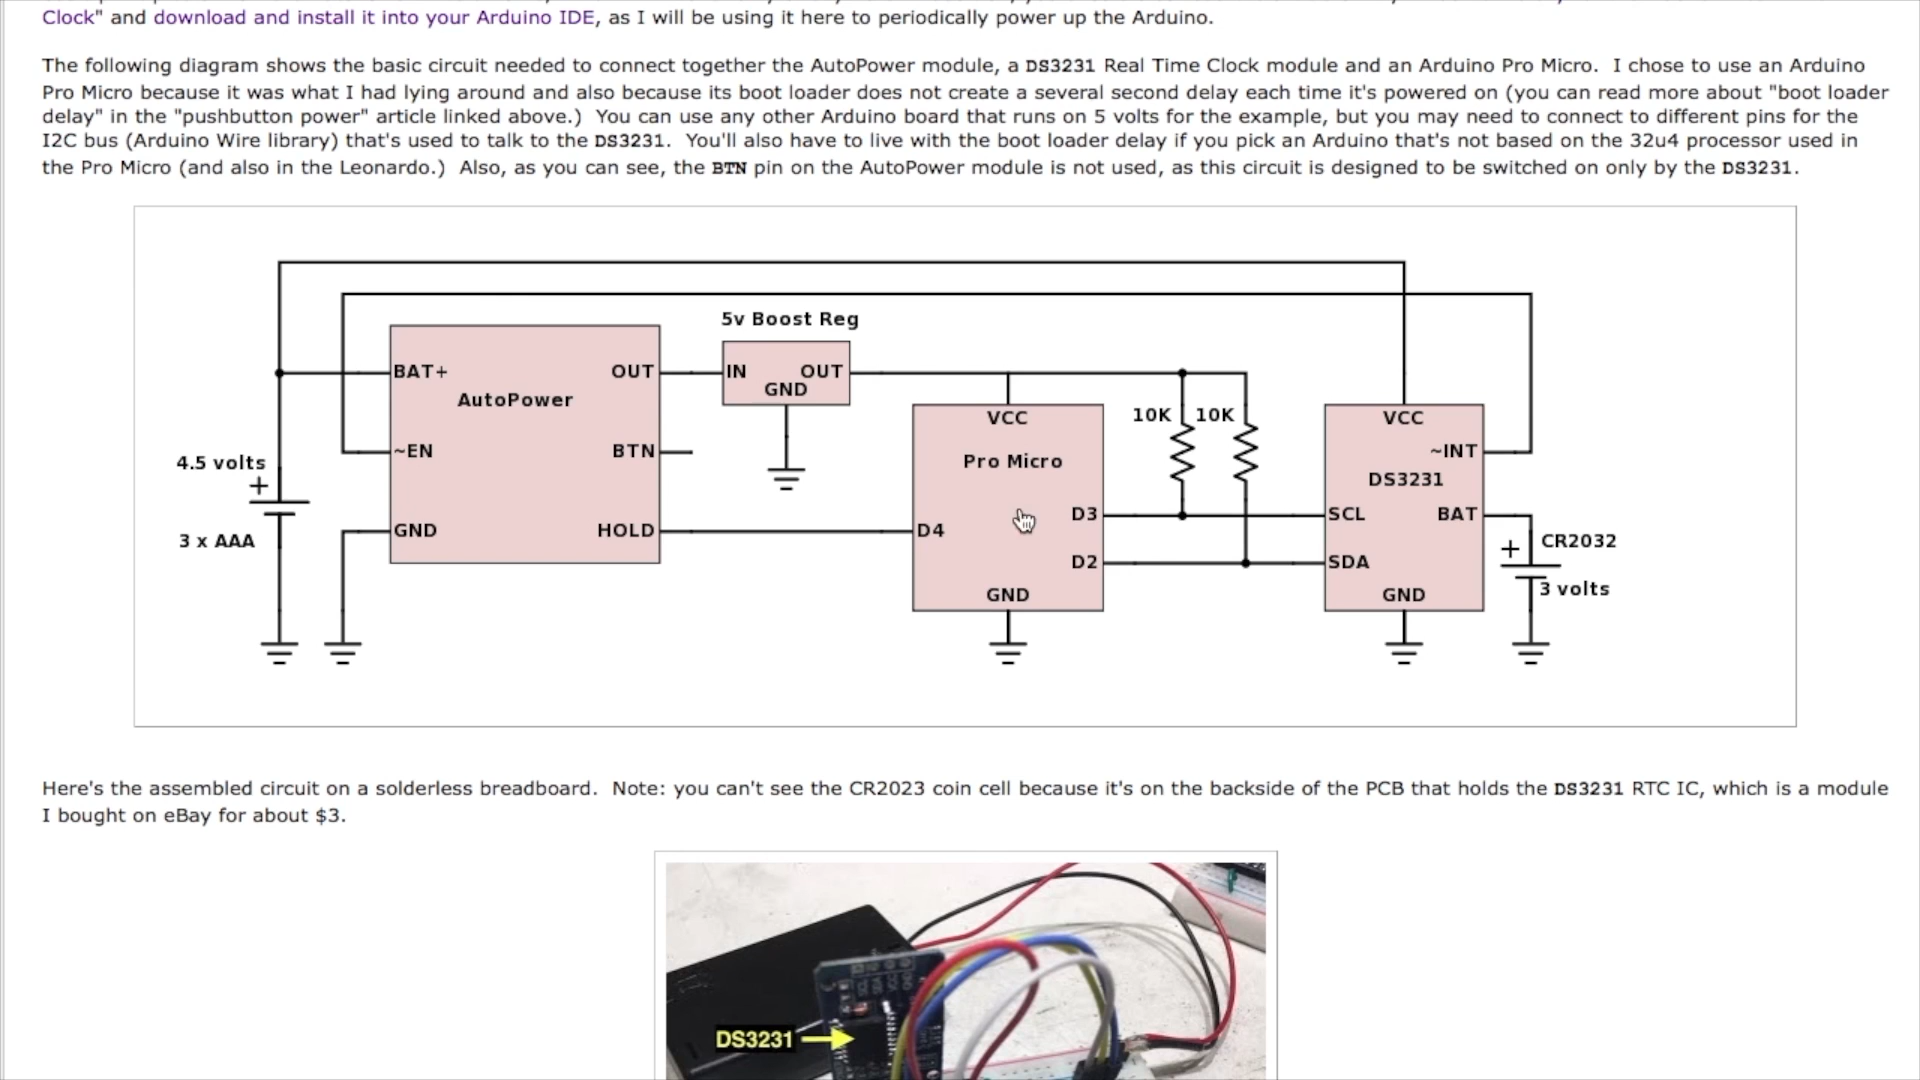 Clock" and download and install it into your Arduino IDE, as I will be using it here to periodically power up the Arduino.
The following diagram shows the basic circuit needed to connect together the AutoPower module, a DS3231 Real Time Clock module and an Arduino Pro Micro. I chose to use an Arduino
Pro Micro because it was what I had lying around and also because its boot loader does not create a several second delay each time it's powered on (you can read more about "boot loader
delay" in the "pushbutton power" article linked above.) You can use any other Arduino board that runs on 5 volts for the example, but you may need to connect to different pins for the
I2C bus (Arduino Wire library) that's used to talk to the DS3231. You'll also have to live with the boot loader delay if you pick an Arduino that's not based on the 32u4 processor used in
the Pro Micro (and also in the Leonardo.) Also, as you can see, the BTN pin on the AutoPower module is not used, as this circuit is designed to be switched on only by the DS3231.
5v Boost Reg
BAT+ OUT IN OUT
GND
AutoPower
VCC 10K 10K VCC
~EN BTN ~INT
4.5 volts Pro Micro
+ DS3231
D3 SCL BAT
GND HOLD D4
3 x AAA + CR2032
D2 SDA
GND GND 3 volts
Here's the assembled circuit on a solderless breadboard. Note: you can't see the CR2023 coin cell because it's on the backside of the PCB that holds the DS3231 RTC IC, which is a module
I bought on eBay for about $3.
DS3231